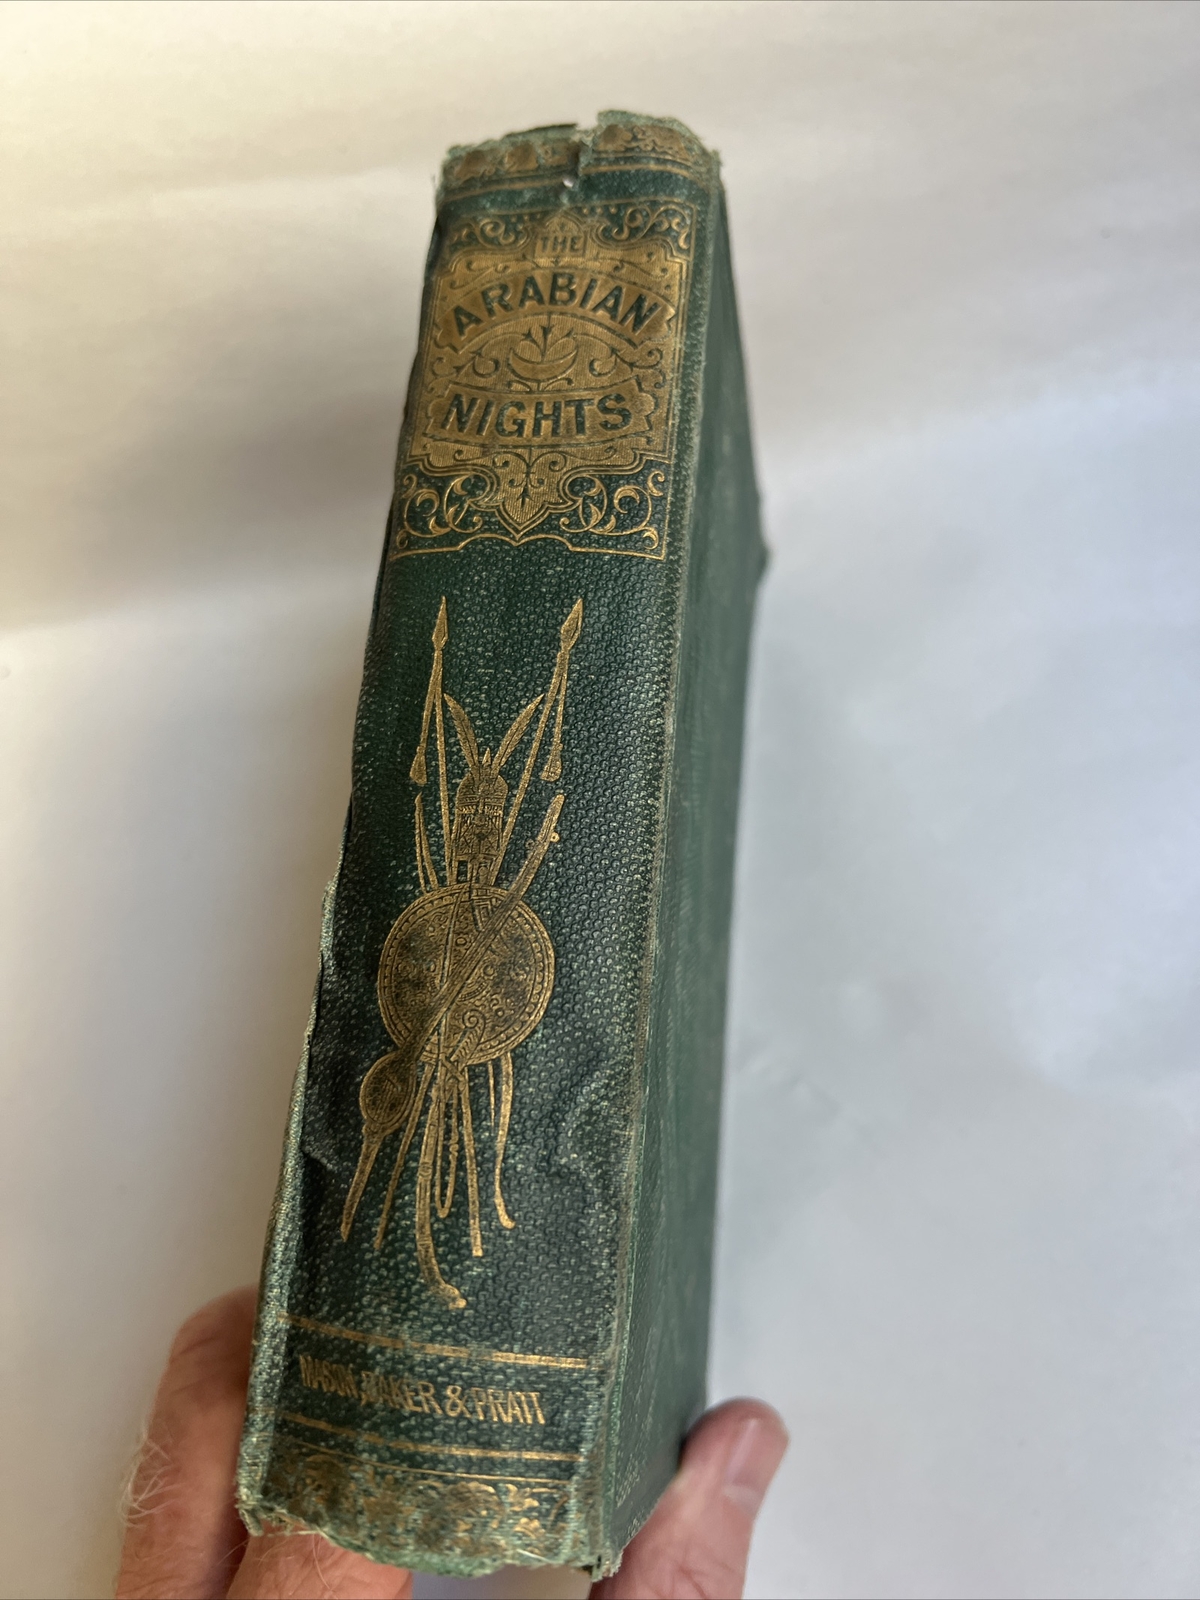 THE
ARABIAN
NIGHTS
MASON, BAKER & PRATT